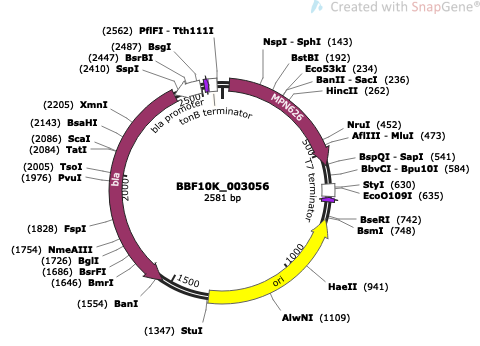 Created with SnapGene®
(2562) PflFI - Tth111I
(2487) BsgI
(2447) BsrBI
(2410) SspI
NspI - SphI (143)
BstBI (192)
Eco53kI (234)
BanII - SacI (236)
HincII (262)
(2205) XmnI
(2143) BsaHI
(2086) ScaI
(2084) TatI
(2005) TsoI
(1976) PvuI
NruI (452)
AflIII - MluI (473)
BspQI - SapI (541)
BbvCI - Bpu10I (584)
StyI (630)
EcoO109I (635)
BseRI (742)
BsmI (748)
(1828) FspI
(1754) NmeAIII
(1726) BglI
(1686) BsrFI
(1646) BmrI
(1554) BanI
(1347) StuI
HaeII (941)
AlwNI (1109)
bla promoter
tonB terminator
MPN626
T7 terminator
bla
ori
500
1000
1500
2000
2500
BBF10K_003056
2581 bp